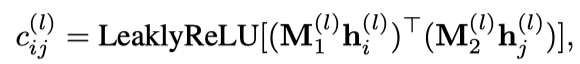 c_{ij}^{(l)} = LeaklyReLU[(M_1^{(l)} h_i^{(l)})^⊤ (M_2^{(l)} h_j^{(l)})],